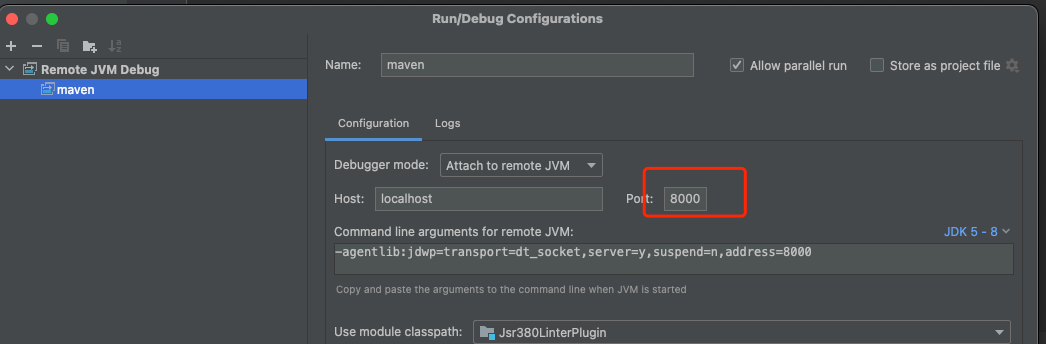 Run/Debug Configurations
Remote JVM Debug
maven
Name: maven
Allow parallel run
Store as project file
Configuration
Logs
Debugger mode: Attach to remote JVM
Host: localhost
Port: 8000
Command line arguments for remote JVM:
JDK 5 - 8
-agentlib:jdwp=transport=dt_socket,server=y,suspend=n,address=8000
Copy and paste the arguments to the command line when JVM is started
Use module classpath: Jsr380LinterPlugin